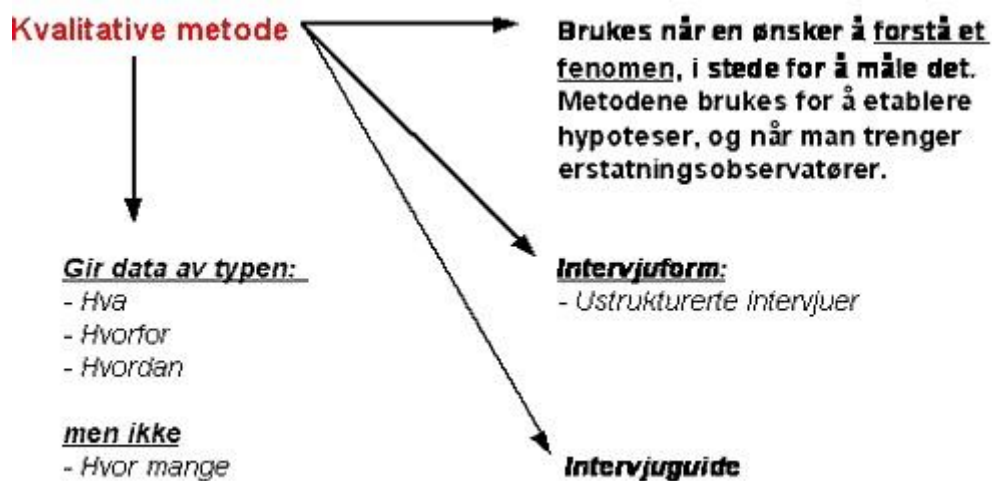 Kvalitative metode
Brukes når en ønsker å forstå et
fenomen, i stede for å måle det.
Metodene brukes for å etablere
hypoteser, og når man trenger
erstatningsobservatører.
Gir data av typen:
- Hva
- Hvorfor
- Hvordan
men ikke
- Hvor mange
Intervjuform:
- Ustrukturerte intervjuer
Intervjuguide